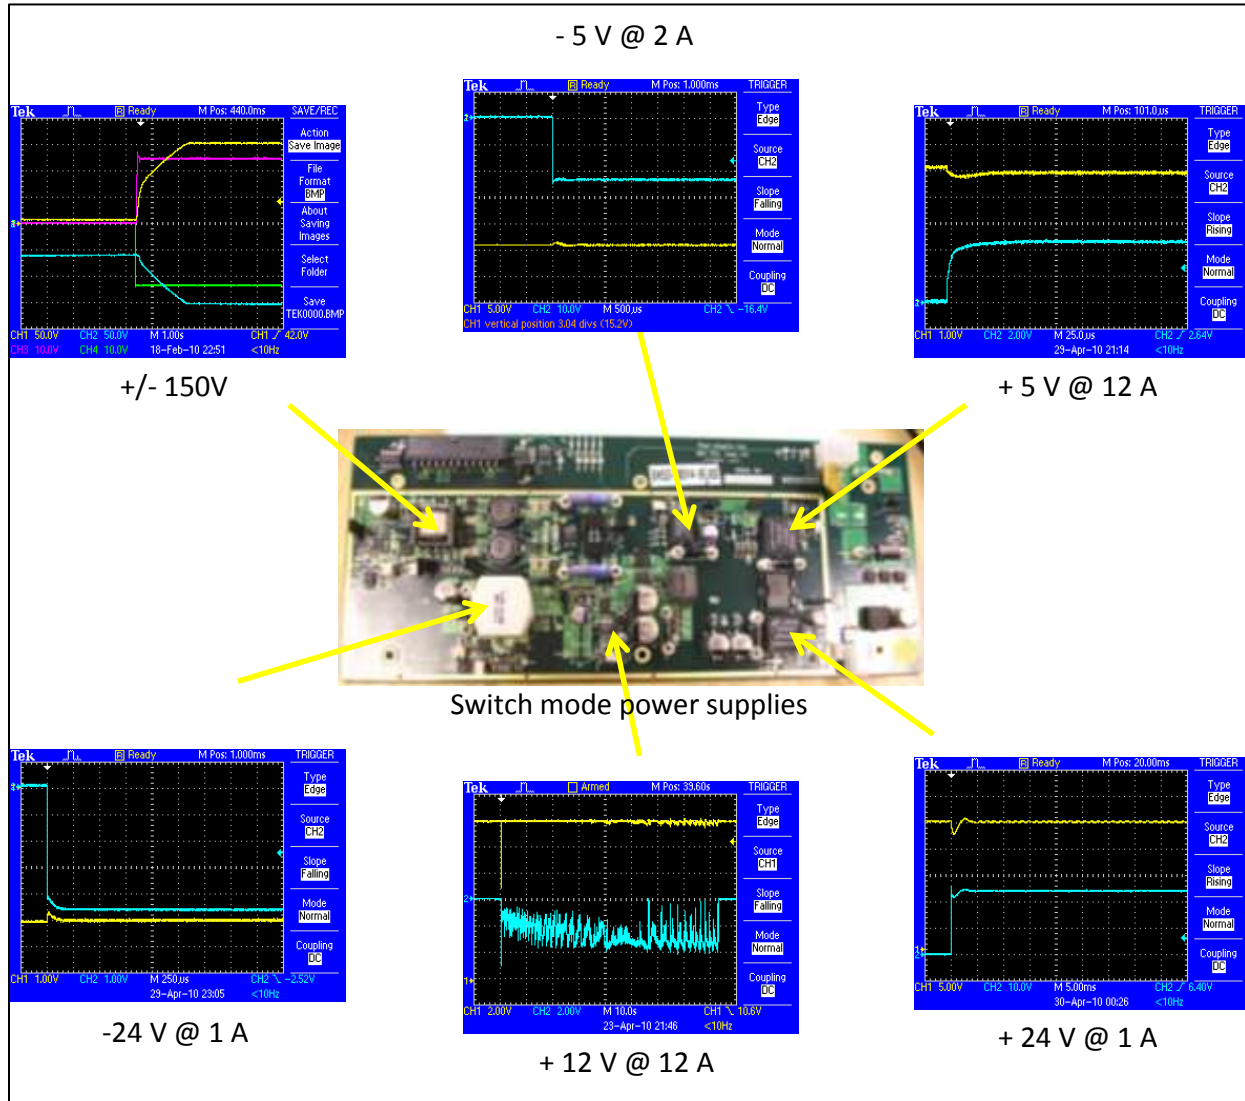 - 5 V @ 2 A
Tek Ready M Pos: 440.0ms SAVE/REC
Action
Save Image
File
Format
BMP
About
Saving
Images
Select
Folder
Save
TEK0000.BMP
CH1 50.0V CH2 50.0V M 1.00s CH1 42.0V
CH3 10.0V CH4 10.0V 18-Feb-10 22:51 <10Hz
+/- 150V
Tek R Ready M Pos: 1.000ms TRIGGER
Type
Edge
Source
CH2
Slope
Falling
Mode
Normal
Coupling
DC
CH1 5.00V CH2 10.0V M 500µs CH2 -16.4V
CH1 vertical position 3.04 divs (15.2V)
Tek R Ready M Pos: 101.0µs TRIGGER
Type
Edge
Source
CH2
Slope
Rising
Mode
Normal
Coupling
DC
CH1 1.00V CH2 2.00V M 25.0µs CH2 2.64V
29-Apr-10 21:14 <10Hz
+ 5 V @ 12 A
Switch mode power supplies
Tek R Ready M Pos: 1.000ms TRIGGER
Type
Edge
Source
CH2
Slope
Falling
Mode
Normal
Coupling
DC
CH1 1.00V CH2 1.00V M 250µs CH2 -2.52V
29-Apr-10 23:05 <10Hz
-24 V @ 1 A
Tek Armed M Pos: 39.60s TRIGGER
Type
Edge
Source
CH1
Slope
Falling
Mode
Normal
Coupling
DC
CH1 2.00V CH2 2.00V M 10.0s CH1 10.6V
23-Apr-10 21:46 <10Hz
+ 12 V @ 12 A
Tek R Ready M Pos: 20.00ms TRIGGER
Type
Edge
Source
CH2
Slope
Rising
Mode
Normal
Coupling
DC
CH1 5.00V CH2 10.0V M 5.00ms CH2 6.40V
30-Apr-10 00:26 <10Hz
+ 24 V @ 1 A